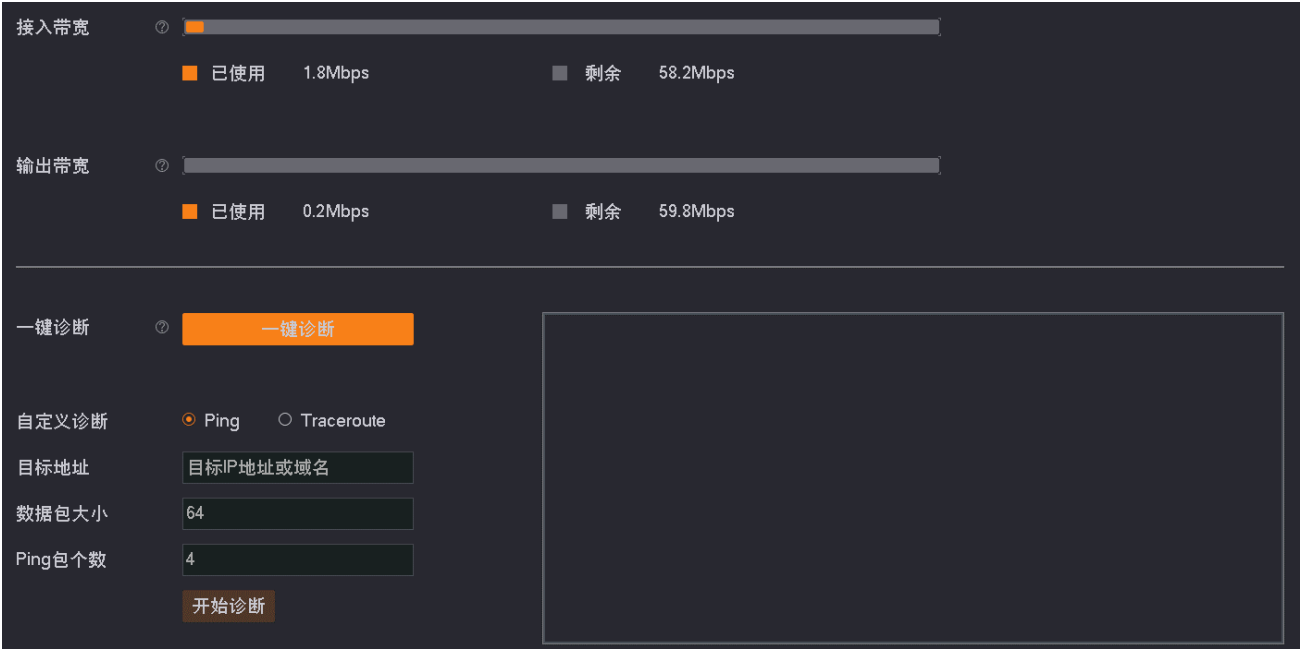 接入带宽
已使用 1.8Mbps 剩余 58.2Mbps
输出带宽
已使用 0.2Mbps 剩余 59.8Mbps
一键诊断 一键诊断
自定义诊断 Ping Traceroute
目标地址 目标IP地址或域名
数据包大小 64
Ping包个数 4
开始诊断